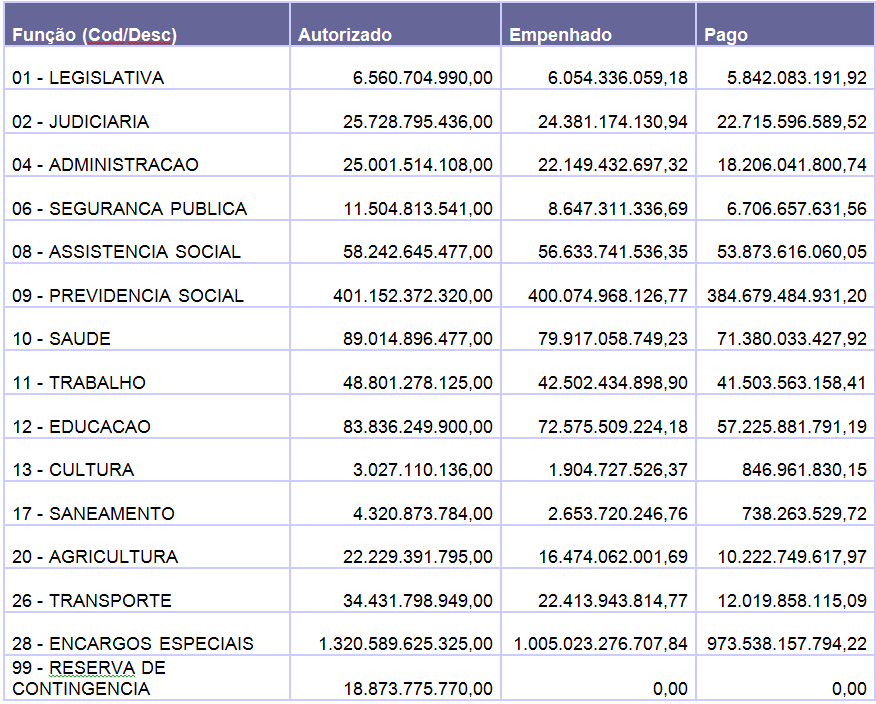 Função (Cod/Desc) Autorizado Empenhado Pago
01 - LEGISLATIVA 6.560.704.990,00 6.054.336.059,18 5.842.083.191,92
02 - JUDICIARIA 25.728.795.436,00 24.381.174.130,94 22.715.596.589,52
04 - ADMINISTRACAO 25.001.514.108,00 22.149.432.697,32 18.206.041.800,74
06 - SEGURANCA PUBLICA 11.504.813.541,00 8.647.311.336,69 6.706.657.631,56
08 - ASSISTENCIA SOCIAL 58.242.645.477,00 56.633.741.536,35 53.873.616.060,05
09 - PREVIDENCIA SOCIAL 401.152.372.320,00 400.074.968.126,77 384.679.484.931,20
10 - SAUDE 89.014.896.477,00 79.917.058.749,23 71.380.033.427,92
11 - TRABALHO 48.801.278.125,00 42.502.434.898,90 41.503.563.158,41
12 - EDUCACAO 83.836.249.900,00 72.575.509.224,18 57.225.881.791,19
13 - CULTURA 3.027.110.136,00 1.904.727.526,37 846.961.830,15
17 - SANEAMENTO 4.320.873.784,00 2.653.720.246,76 738.263.529,72
20 - AGRICULTURA 22.229.391.795,00 16.474.062.001,69 10.222.749.617,97
26 - TRANSPORTE 34.431.798.949,00 22.413.943.814,77 12.019.858.115,09
28 - ENCARGOS ESPECIAIS 1.320.589.625.325,00 1.005.023.276.707,84 973.538.157.794,22
99 - RESERVA DE
CONTINGENCIA 18.873.775.770,00 0,00 0,00